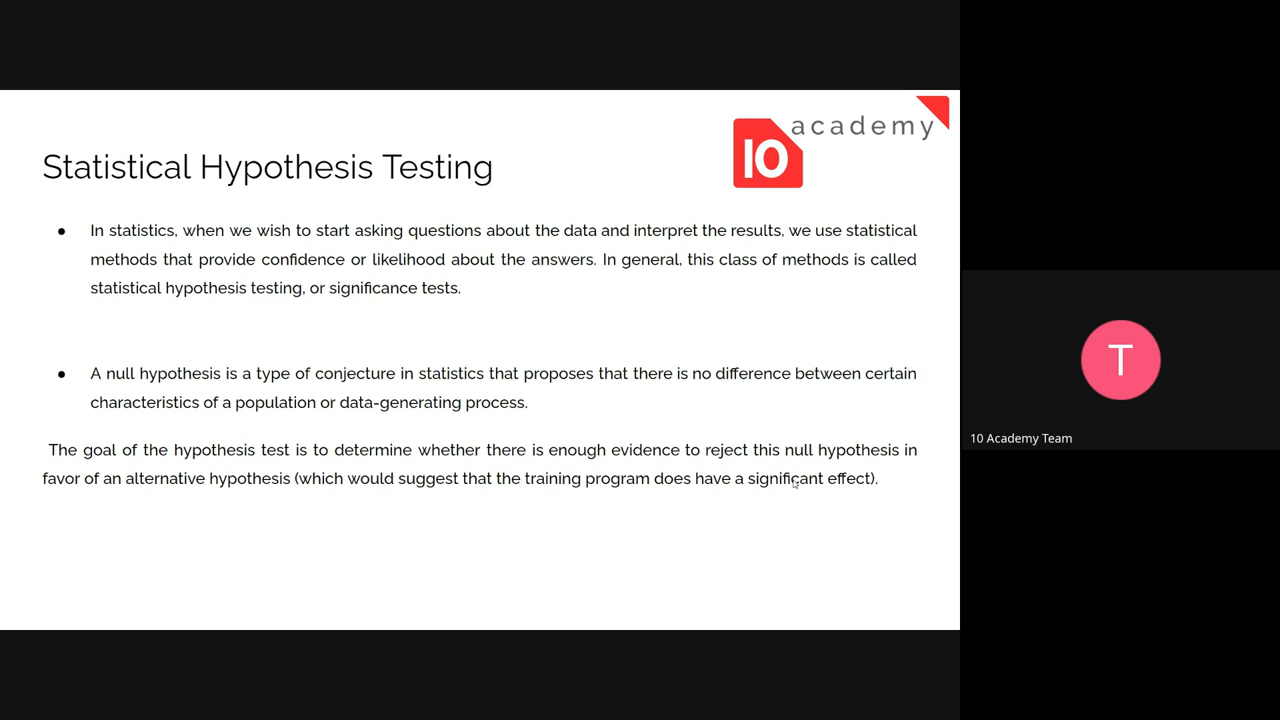 10 academy
Statistical Hypothesis Testing
● In statistics, when we wish to start asking questions about the data and interpret the results, we use statistical
methods that provide confidence or likelihood about the answers. In general, this class of methods is called
statistical hypothesis testing, or significance tests.
● A null hypothesis is a type of conjecture in statistics that proposes that there is no difference between certain
characteristics of a population or data-generating process.
The goal of the hypothesis test is to determine whether there is enough evidence to reject this null hypothesis in
favor of an alternative hypothesis (which would suggest that the training program does have a significant effect).
T
10 Academy Team